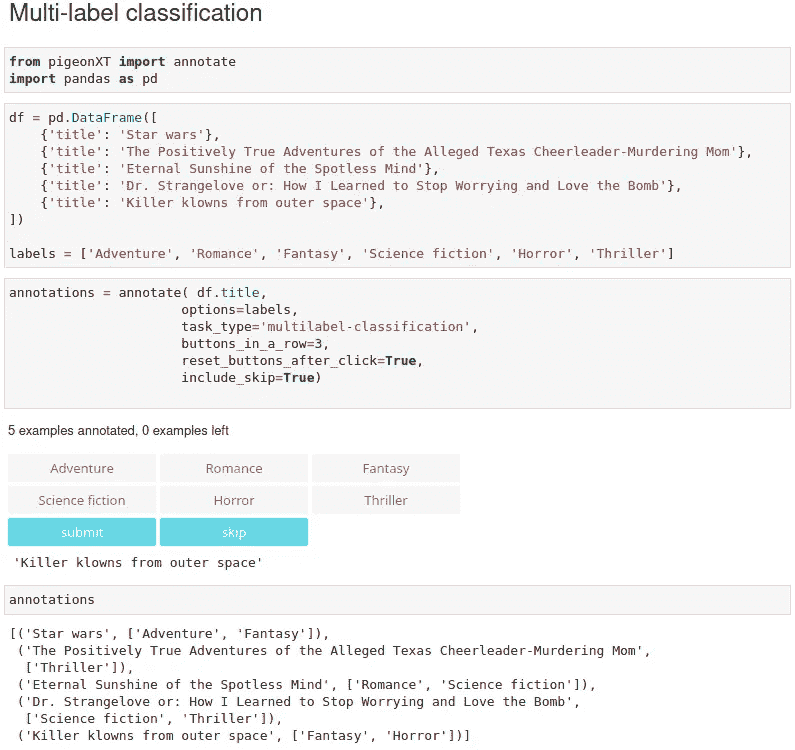 Multi-label classification
from pigeonXT import annotate
import pandas as pd
df = pd.DataFrame([
    {'title': 'Star wars'},
    {'title': 'The Positively True Adventures of the Alleged Texas Cheerleader-Murdering Mom'},
    {'title': 'Eternal Sunshine of the Spotless Mind'},
    {'title': 'Dr. Strangelove or: How I Learned to Stop Worrying and Love the Bomb'},
    {'title': 'Killer klowns from outer space'},
])
labels = ['Adventure', 'Romance', 'Fantasy', 'Science fiction', 'Horror', 'Thriller']
annotations = annotate( df.title,
                      options=labels,
                      task_type='multilabel-classification',
                      buttons_in_a_row=3,
                      reset_buttons_after_click=True,
                      include_skip=True)
5 examples annotated, 0 examples left
Adventure Romance Fantasy
Science fiction Horror Thriller
submit skip
'Killer klowns from outer space'
annotations
[('Star wars', ['Adventure', 'Fantasy']),
 ('The Positively True Adventures of the Alleged Texas Cheerleader-Murdering Mom',
  ['Thriller']),
 ('Eternal Sunshine of the Spotless Mind', ['Romance', 'Science fiction']),
 ('Dr. Strangelove or: How I Learned to Stop Worrying and Love the Bomb',
  ['Science fiction', 'Thriller']),
 ('Killer klowns from outer space', ['Fantasy', 'Horror'])]